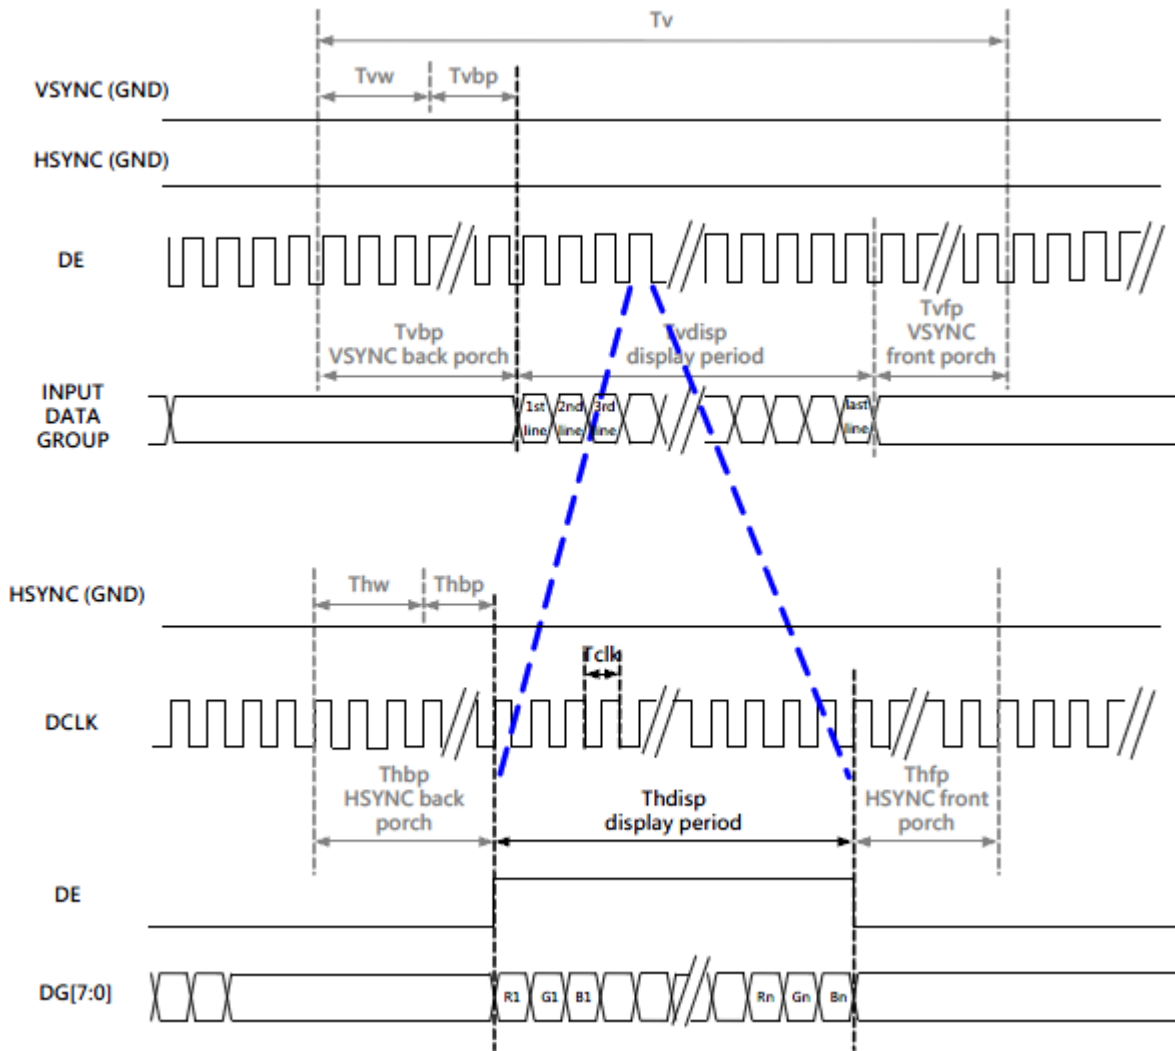 Tv
Tvw
Tvbp
VSYNC (GND)
HSYNC (GND)
DE
Tvbp
VSYNC back porch
Tvdisp
display period
Tvfp
VSYNC
front porch
INPUT
DATA
GROUP
1st
line
2nd
line
3rd
line
last
line
Thw
Thbp
HSYNC (GND)
Tclk
DCLK
Thbp
HSYNC back
porch
Thdisp
display period
Thfp
HSYNC front
porch
DE
DG[7:0]
R1
G1
B1
Rn
Gn
Bn